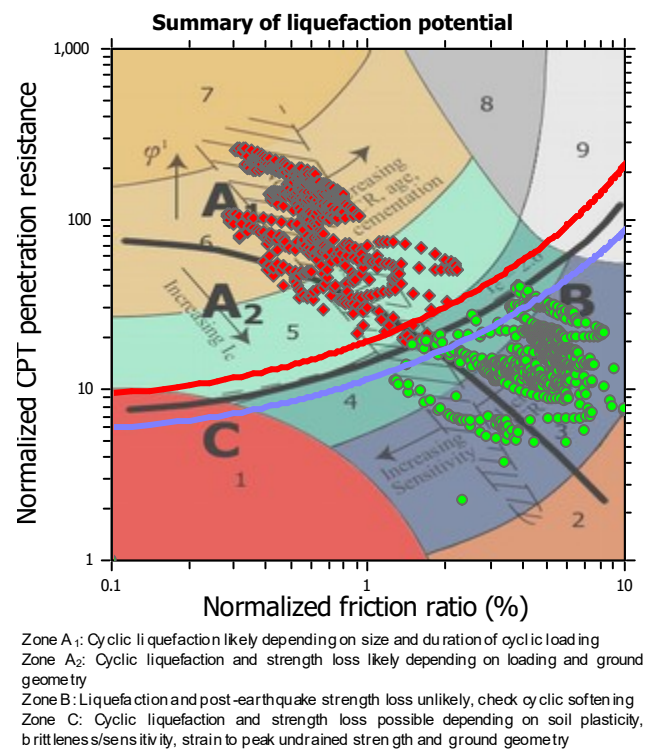 Summary of liquefaction potential
Normalized CPT penetration resistance
1,000
100
10
1
7
8
9
φ'
A1
6
increasing
OCR, age,
cementation
A2
Increasing Ic
5
B
4
C
1
3
Increasing
Sensitivity
2
0.1
1
10
Normalized friction ratio (%)
Zone A1: Cyclic liquefaction likely depending on size and duration of cyclic loading
Zone A2: Cyclic liquefaction and strength loss likely depending on loading and ground
geometry
Zone B: Liquefaction and post-earthquake strength loss unlikely, check cyclic softening
Zone C: Cyclic liquefaction and strength loss possible depending on soil plasticity,
brittleness/sensitivity, strain to peak undrained strength and ground geometry